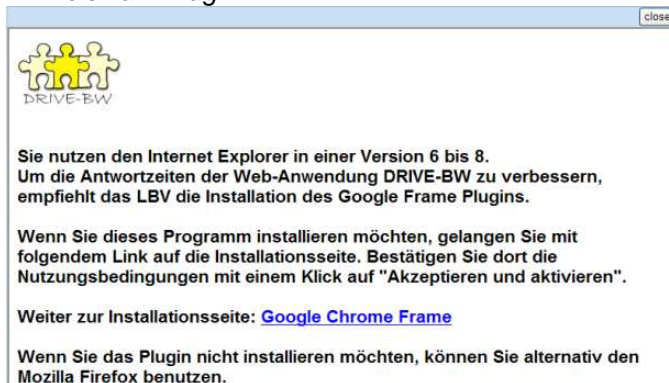 close
DRIVE-BW
Sie nutzen den Internet Explorer in einer Version 6 bis 8.
Um die Antwortzeiten der Web-Anwendung DRIVE-BW zu verbessern,
empfiehlt das LBV die Installation des Google Frame Plugins.
Wenn Sie dieses Programm installieren möchten, gelangen Sie mit
folgendem Link auf die Installationsseite. Bestätigen Sie dort die
Nutzungsbedingungen mit einem Klick auf "Akzeptieren und aktivieren".
Weiter zur Installationsseite: Google Chrome Frame
Wenn Sie das Plugin nicht installieren möchten, können Sie alternativ den
Mozilla Firefox benutzen.